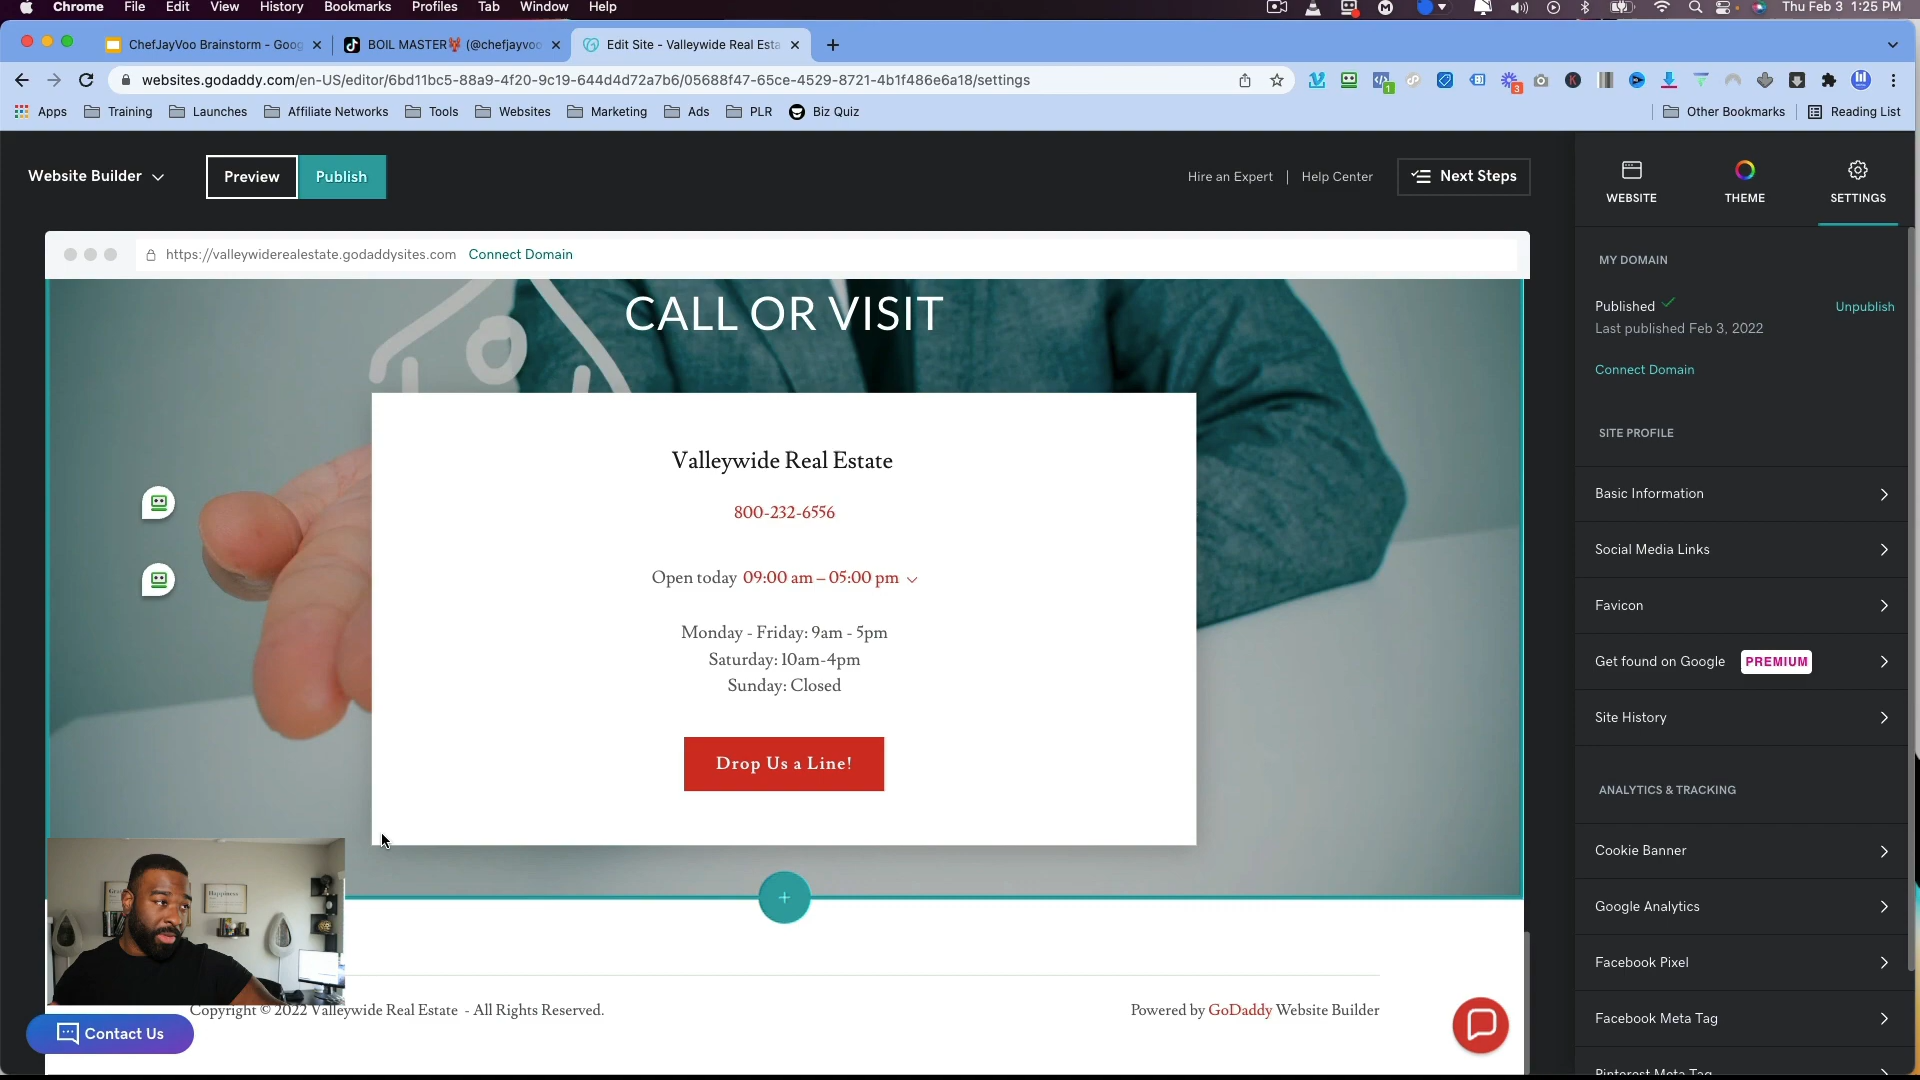 Chrome File Edit View History Bookmarks Profiles Tab Window Help Thu Feb 3 1:25 PM
ChefJayVoo Brainstorm - Goog BOIL MASTER🦞 (@chefjayvoo Edit Site - Valleywide Real Esta
websites.godaddy.com/en-US/editor/6bd11bc5-88a9-4f20-9c19-644d4d72a7b6/05688f47-65ce-4529-8721-4b1f486e6a18/settings
Apps Training Launches Affiliate Networks Tools Websites Marketing Ads PLR Biz Quiz Other Bookmarks Reading List
Website Builder Preview Publish Hire an Expert | Help Center Next Steps
WEBSITE THEME SETTINGS
https://valleywiderealestate.godaddysites.com Connect Domain
CALL OR VISIT
Valleywide Real Estate
800-232-6556
Open today 09:00 am – 05:00 pm
Monday - Friday: 9am - 5pm
Saturday: 10am-4pm
Sunday: Closed
Drop Us a Line!
Copyright © 2022 Valleywide Real Estate - All Rights Reserved.
Powered by GoDaddy Website Builder
Contact Us
MY DOMAIN
Published
Unpublish
Last published Feb 3, 2022
Connect Domain
SITE PROFILE
Basic Information
Social Media Links
Favicon
Get found on Google PREMIUM
Site History
ANALYTICS & TRACKING
Cookie Banner
Google Analytics
Facebook Pixel
Facebook Meta Tag
Pinterest Meta Tag